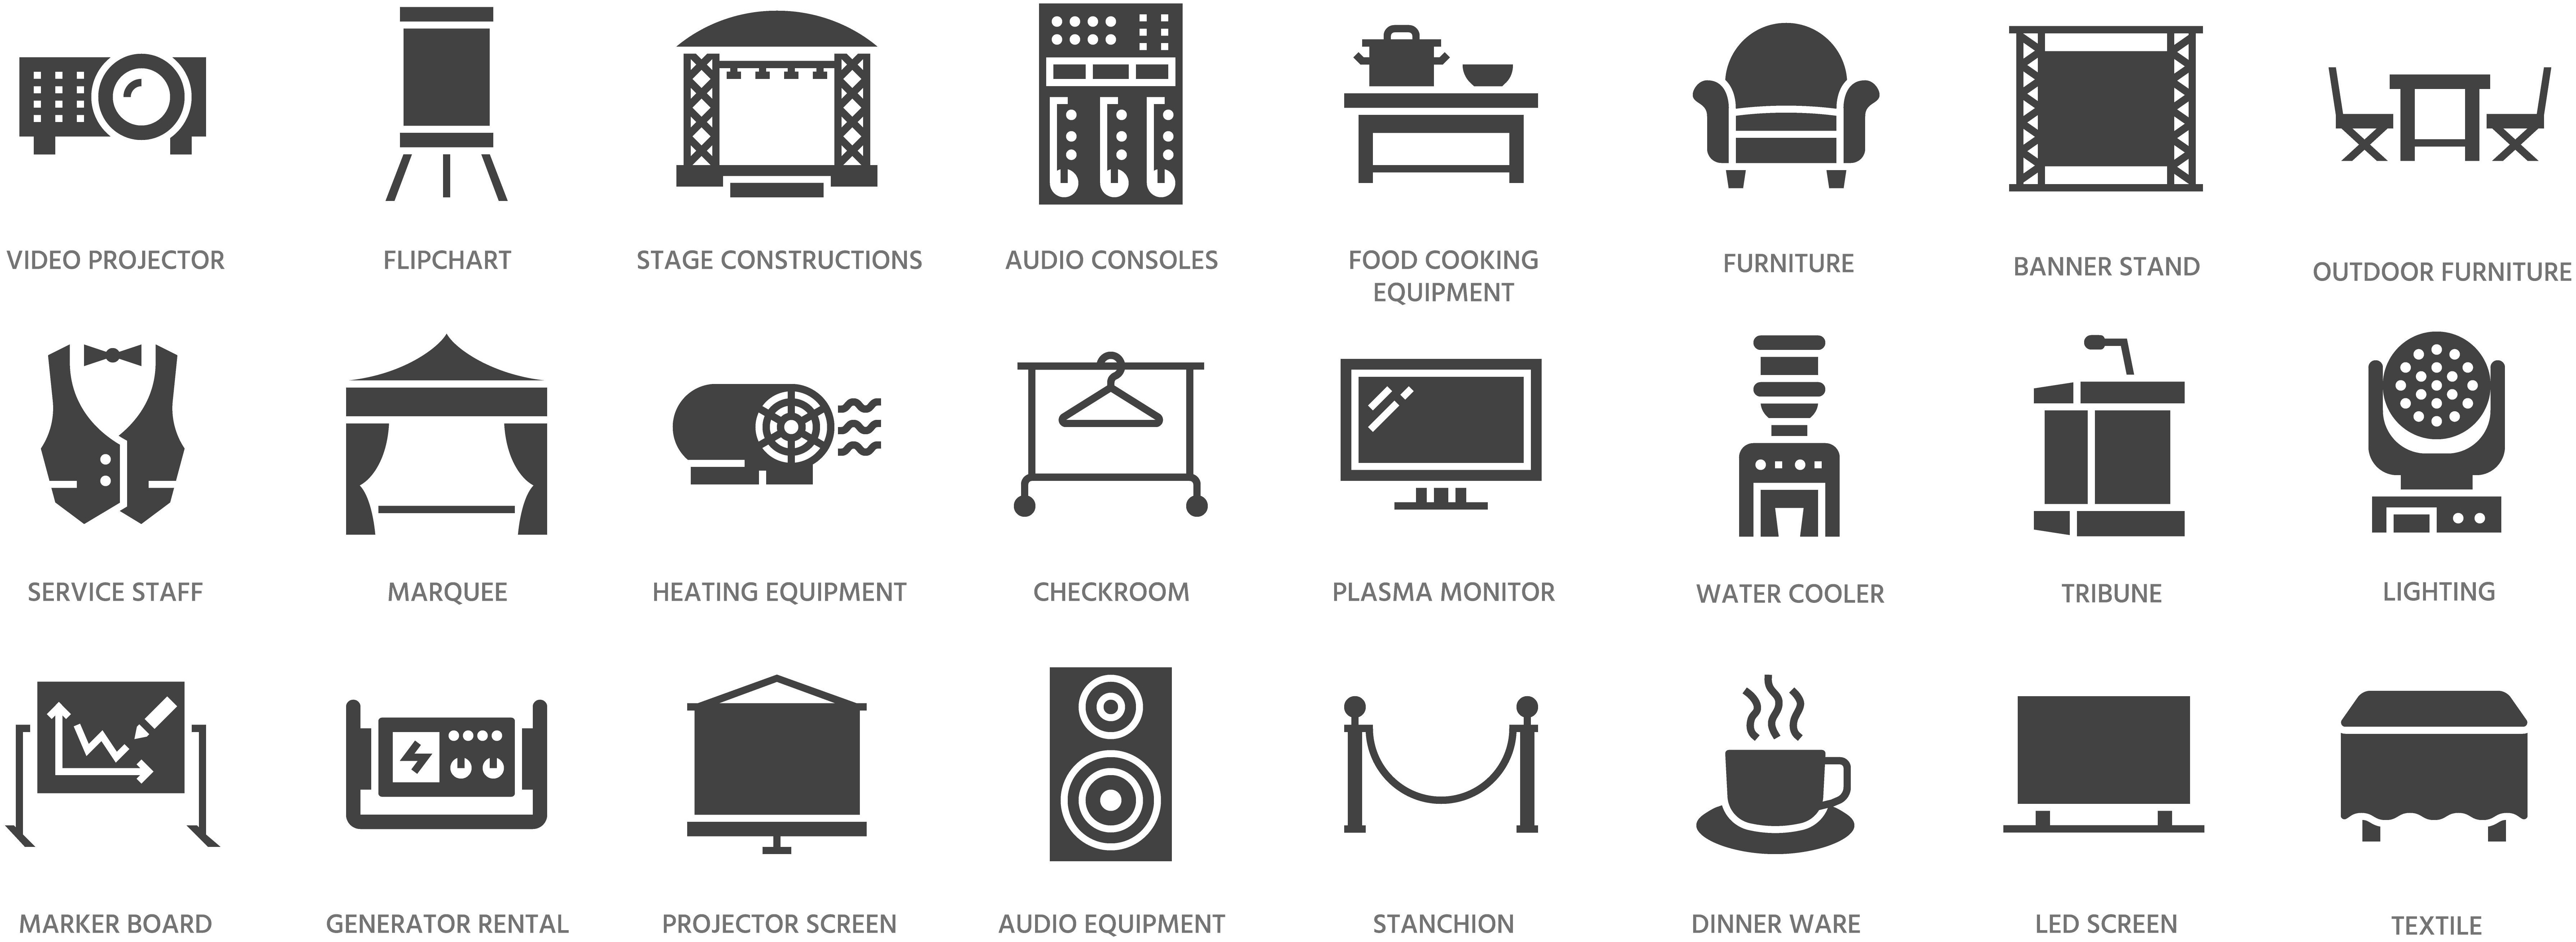 VIDEO PROJECTOR
FLIPCHART
STAGE CONSTRUCTIONS
AUDIO CONSOLES
FOOD COOKING
EQUIPMENT
FURNITURE
BANNER STAND
OUTDOOR FURNITURE
SERVICE STAFF
MARQUEE
HEATING EQUIPMENT
CHECKROOM
PLASMA MONITOR
WATER COOLER
TRIBUNE
LIGHTING
MARKER BOARD
GENERATOR RENTAL
PROJECTOR SCREEN
AUDIO EQUIPMENT
STANCHION
DINNER WARE
LED SCREEN
TEXTILE